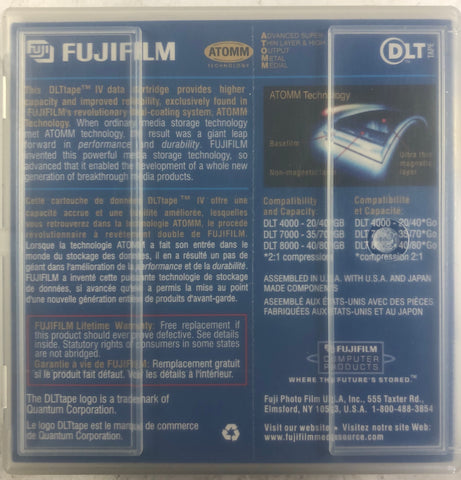 FUJI FUJIFILM
ATOMM
TECHNOLOGY
ADVANCED SUPER
THIN LAYER & HIGH
OUTPUT
METAL
MEDIA
DLT
TAPE
This DLTtape™ IV data cartridge provides higher
capacity and improved reliability, exclusively found in
FUJIFILM's revolutionary dual-coating system, ATOMM
Technology. When ordinary media storage technology
met ATOMM technology, the result was a giant leap
forward in performance and durability. FUJIFILM
invented this powerful media storage technology, so
advanced that it enabled the development of a whole new
generation of breakthrough media products.
Cette cartouche de données DLTtape™ IV offre une
capacité accrue et une fiabilité améliorée, lesquelles
vous retrouverez dans la technologie ATOMM, le procédé
révolutionnaire à revêtement double de FUJIFILM.
Lorsque la technologie ATOMM a fait son entrée dans le
monde du stockage des données, il en a résulté un pas de
géant dans l'amélioration de la performance et de la durabilité.
FUJIFILM a inventé cette puissante technologie de stockage
de données, si avancée qu'elle a permis la mise au point
d'une nouvelle génération entière de produits d'avant-garde.
FUJIFILM Lifetime Warranty: Free replacement if
this product should ever prove defective. See details
inside. Statutory rights of consumers in some states
are not abridged.
Garantie à vie de FUJIFILM: Remplacement gratuit
si le produit fait défaut. Voir les détails à l'intérieur.
The DLTtape logo is a trademark of
Quantum Corporation.
Le logo DLTtape est le marque de commerce
de Quantum Corporation.
ATOMM Technology
Basefilm
Non-magnetic layer
Ultra thin
magnetic
layer
Compatibility
and Capacity:
DLT 4000 - 20/40*GB
DLT 7000 - 35/70*GB
DLT 8000 - 40/80*GB
*2:1 compression
Compatibilité
et Capacité:
DLT 4000 - 20/40*Go
DLT 7000 - 35/70*Go
DLT 8000 - 40/80*Go
*compression 2:1
ASSEMBLED IN U.S.A. WITH U.S.A. AND JAPAN
MADE COMPONENTS
ASSEMBLÉ AUX ÉTATS-UNIS AVEC DES PIÈCES
FABRIQUÉES AUX ÉTATS-UNIS ET AU JAPON
FUJIFILM
COMPUTER
PRODUCTS
WHERE THE FUTURE'S STORED.™
Fuji Photo Film U.S.A, Inc., 555 Taxter Rd.,
Elmsford, NY 10523, U.S.A. 1-800-488-3854
Visit our website • Visitez notre site Web:
www.fujifilmmediasource.com